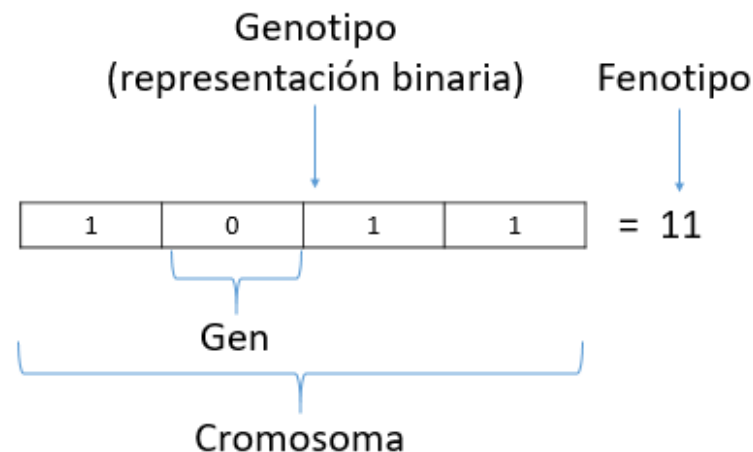 Genotipo
(representación binaria)
Fenotipo
1 0 1 1 = 11
Gen
Cromosoma